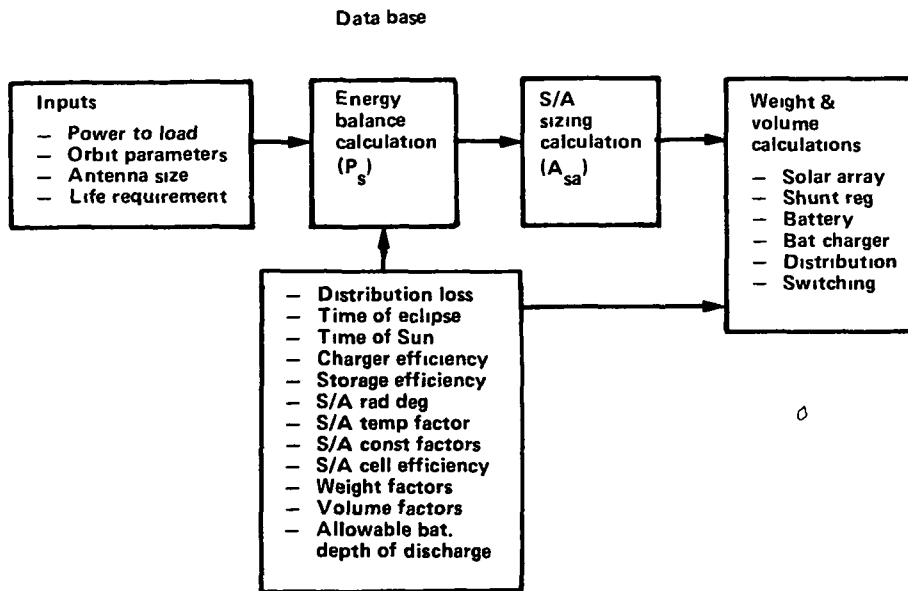 Data base
Inputs
– Power to load
– Orbit parameters
– Antenna size
– Life requirement
Energy
balance
calculation
(Ps)
S/A
sizing
calculation
(Asa)
Weight &
volume
calculations
– Solar array
– Shunt reg
– Battery
– Bat charger
– Distribution
– Switching
– Distribution loss
– Time of eclipse
– Time of Sun
– Charger efficiency
– Storage efficiency
– S/A rad deg
– S/A temp factor
– S/A const factors
– S/A cell efficiency
– Weight factors
– Volume factors
– Allowable bat.
depth of discharge